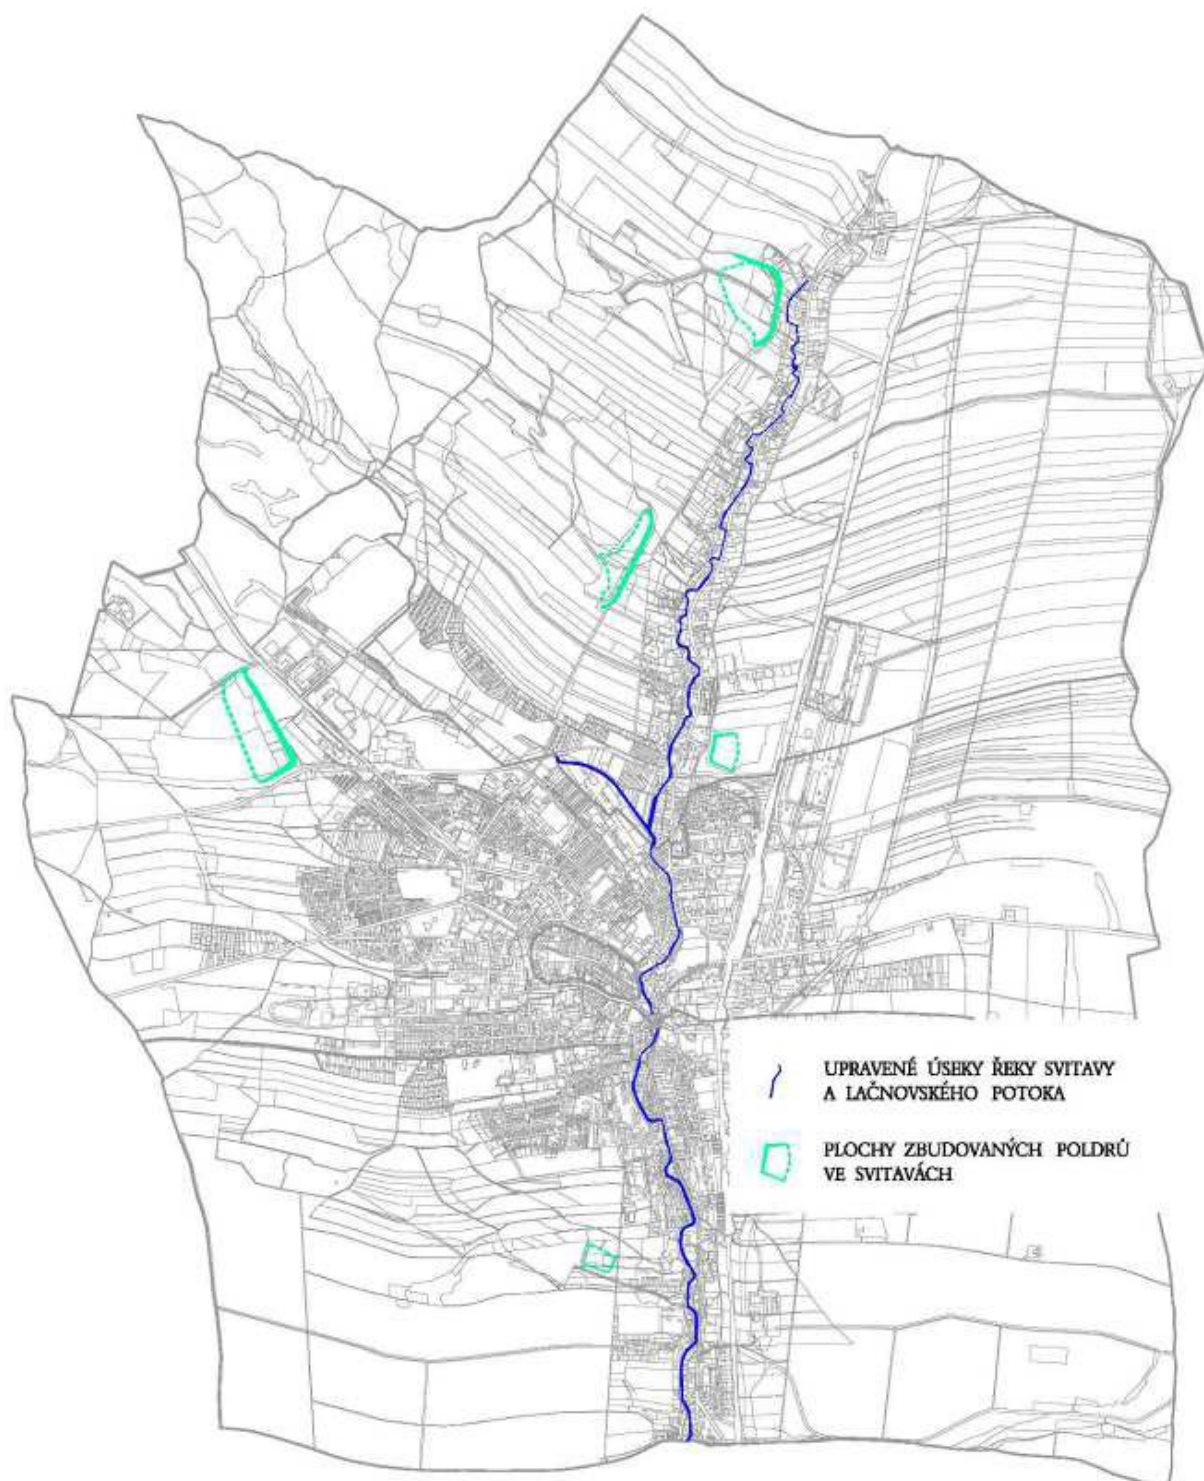 UPRAVENÉ ÚSEKY ŘEKY SVITAVY
A LAČNOVSKÉHO POTOKA
PLOCHY ZBUDOVANÝCH POLDRŮ
VE SVITAVÁCH